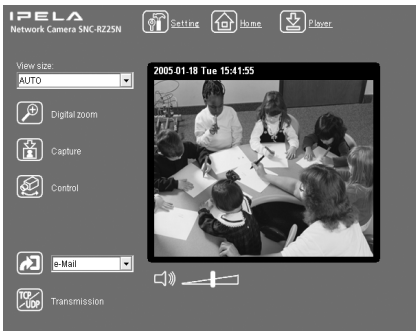 IPELA
Network Camera SNC-RZ25N
Setting
Home
Player
View size:
AUTO
2005-01-18 Tue 15:41:55
Digital zoom
Capture
Control
e-Mail
TCP/UDP
Transmission